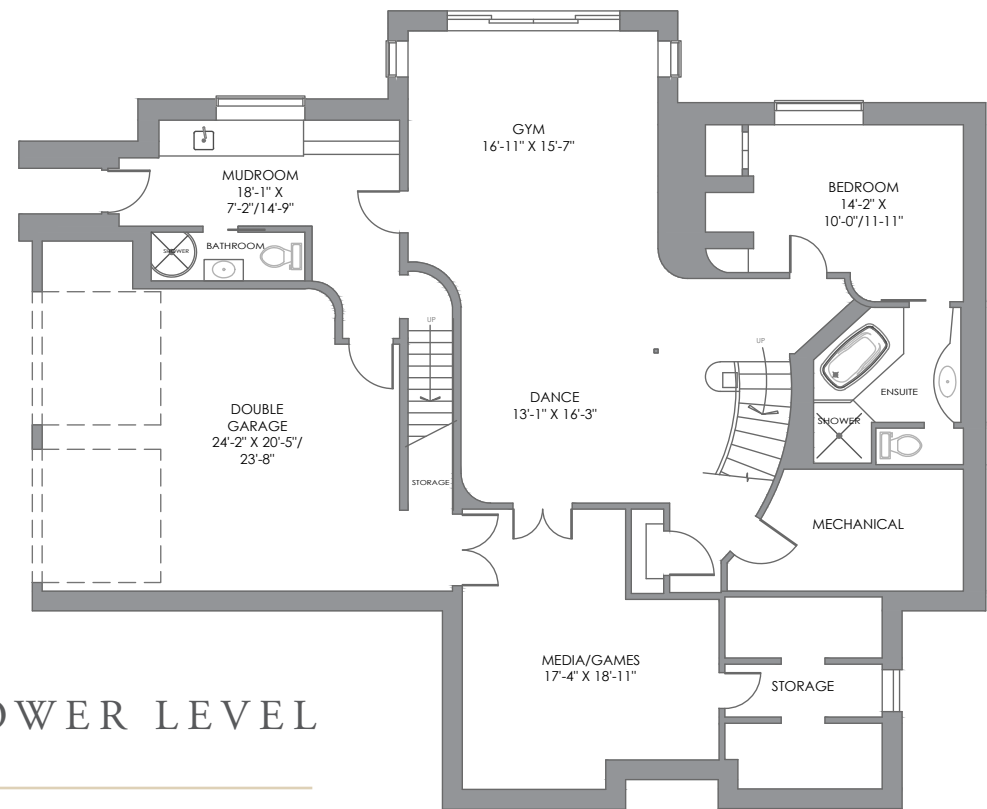 GYM
16'-11" X 15'-7"
MUDROOM
18'-1" X
7'-2"/14'-9"
BEDROOM
14'-2" X
10'-0"/11-11"
BATHROOM
SHOWER
UP
UP
DANCE
13'-1" X 16'-3"
ENSUITE
SHOWER
DOUBLE
GARAGE
24'-2" X 20'-5"/
23'-8"
STORAGE
MECHANICAL
MEDIA/GAMES
17'-4" X 18'-11"
STORAGE
OWER LEVEL